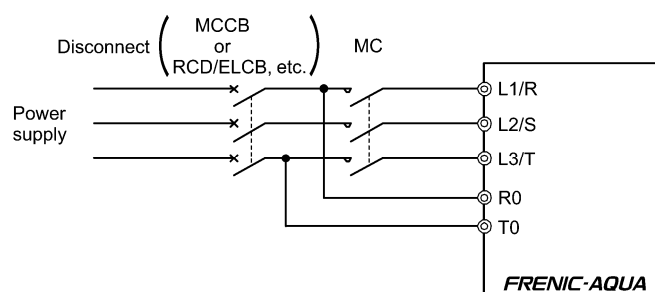 MCCB
or
RCD/ELCB, etc.
Disconnect
MC
Power
supply
L1/R
L2/S
L3/T
R0
T0
FRENIC-AQUA